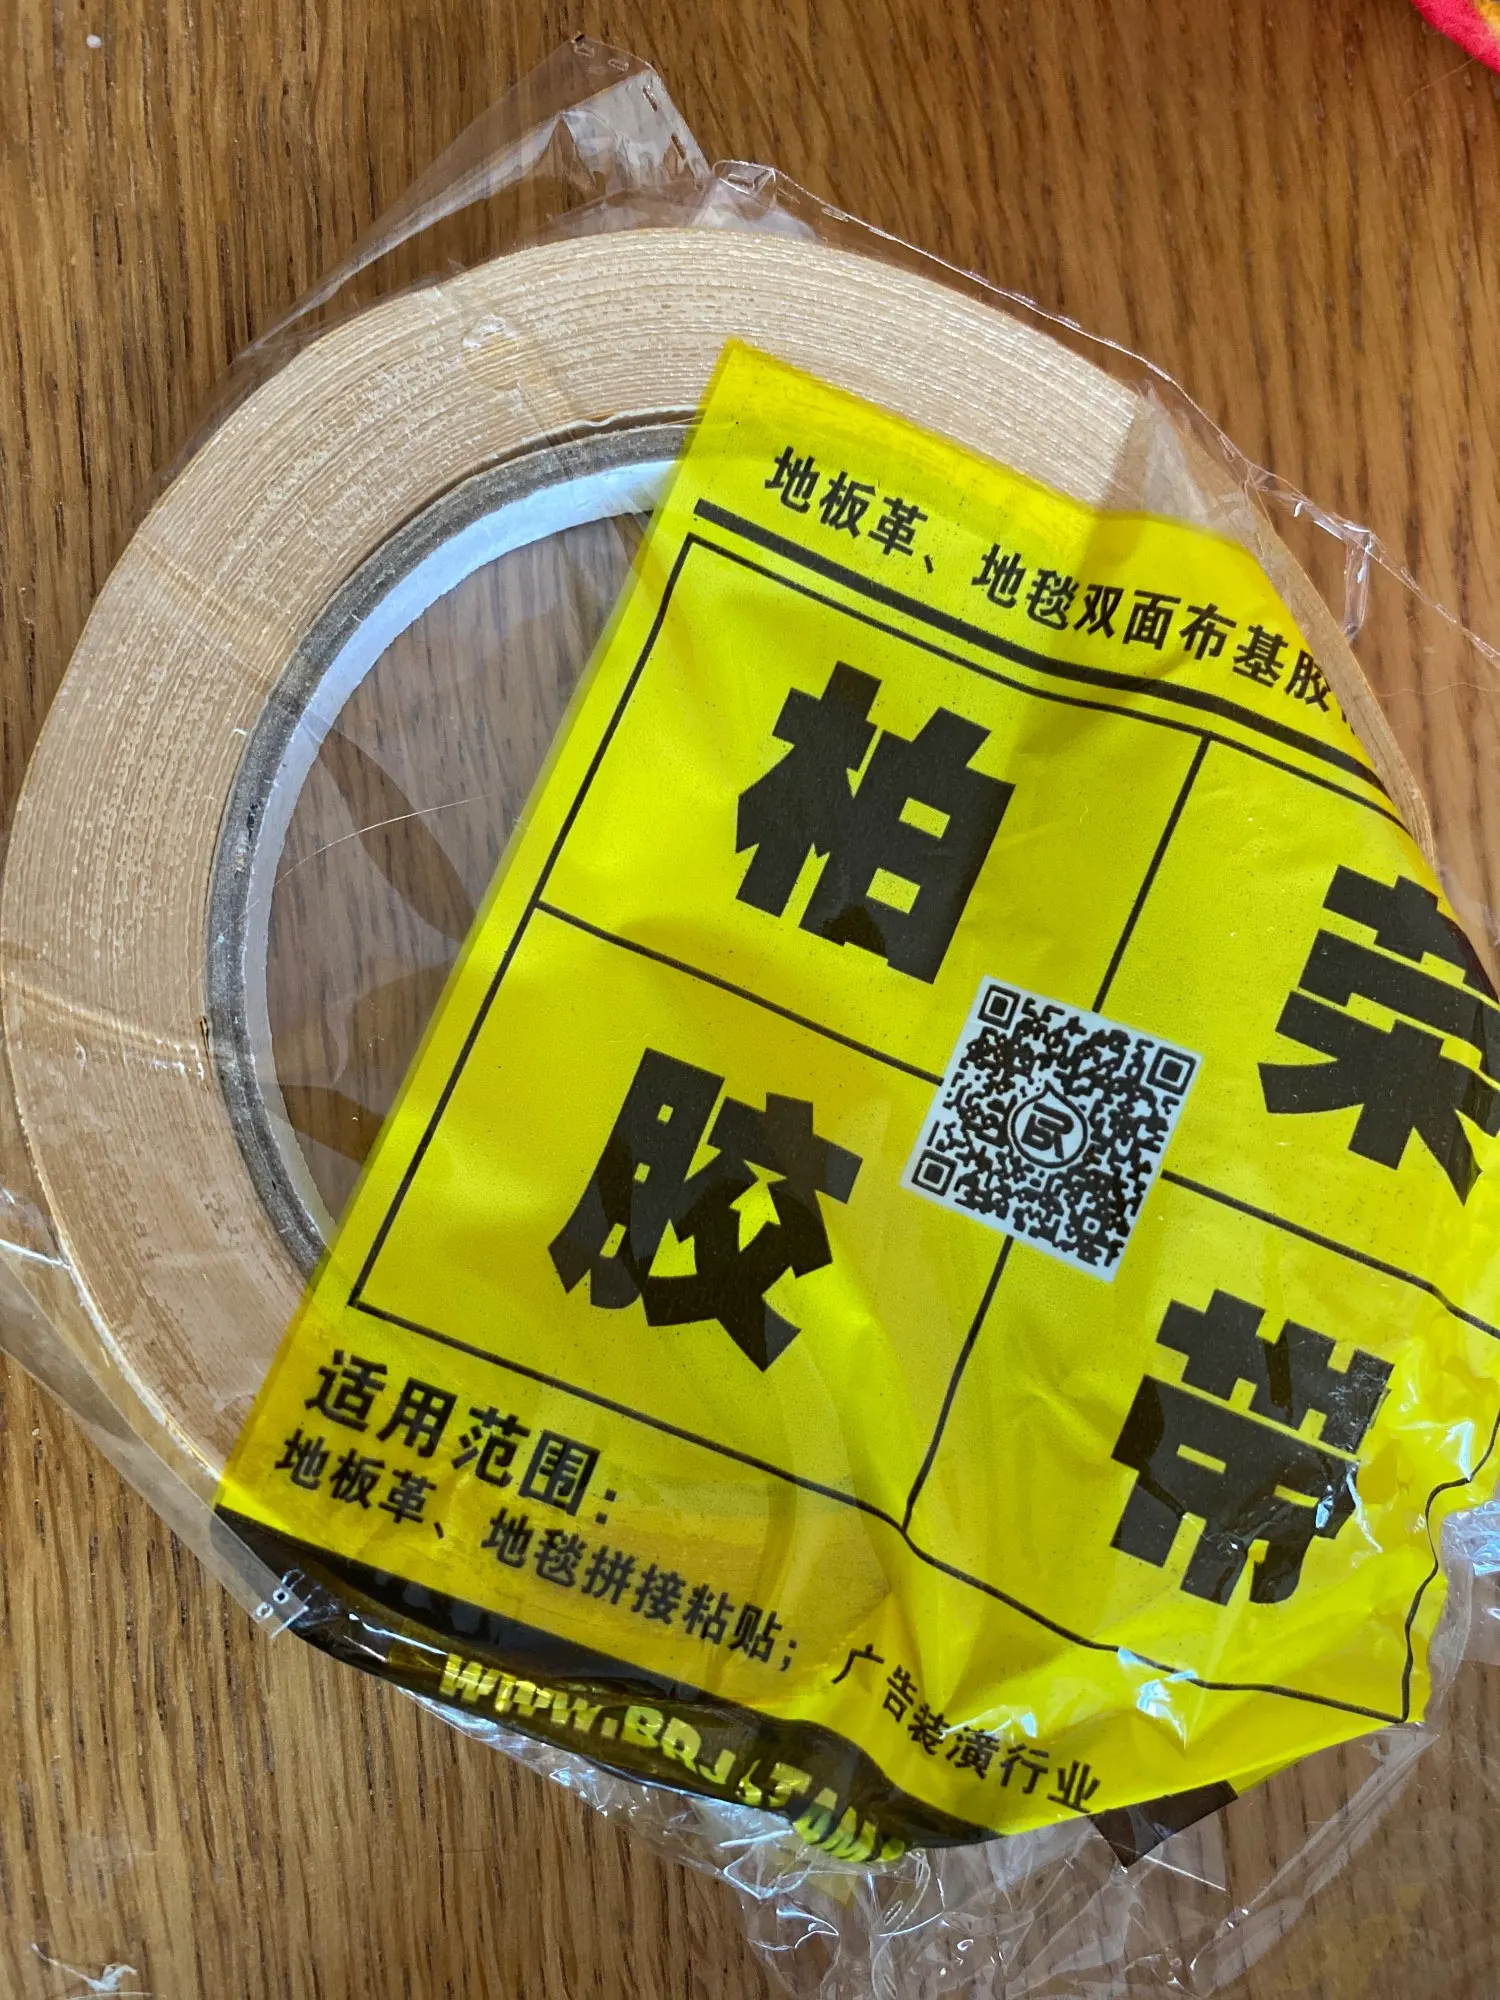 地板革、地毯双面布基胶
柏荣
胶带
适用范围:
地板革、地毯拼接粘贴; 广告装潢行业